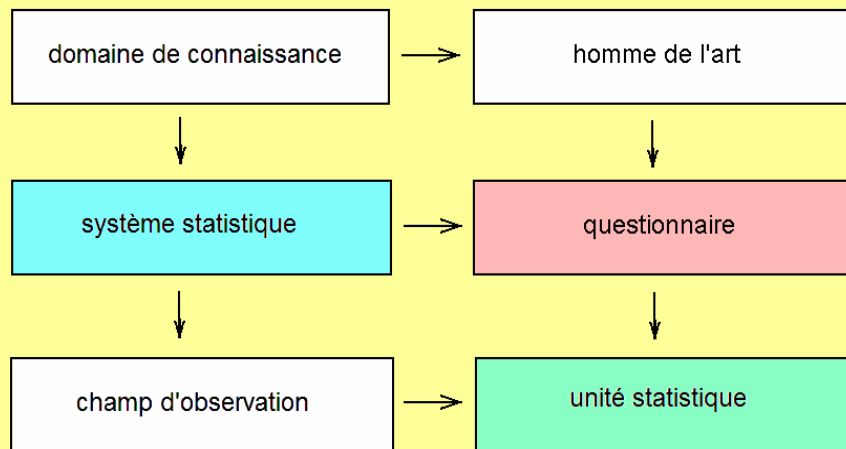 domaine de connaissance
homme de l'art
système statistique
questionnaire
champ d'observation
unité statistique